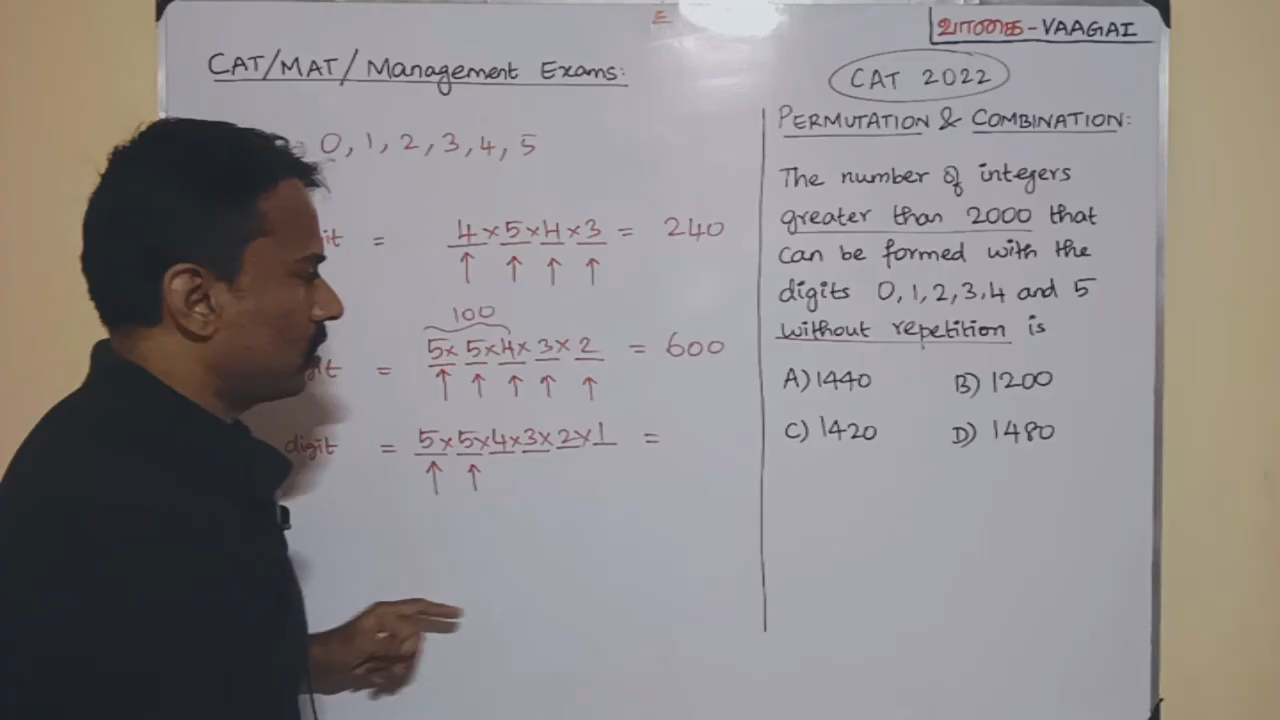 வாகை - VAAGAI
CAT/MAT/Management Exams:
0, 1, 2, 3, 4, 5
4 × 5 × 4 × 3 = 240
100
5 × 5 × 4 × 3 × 2 = 600
digit = 5 × 5 × 4 × 3 × 2 × 1 =
CAT 2022
PERMUTATION & COMBINATION:
The number of integers
greater than 2000 that
can be formed with the
digits 0, 1, 2, 3, 4 and 5
without repetition is
A) 1440 B) 1200
C) 1420 D) 1480